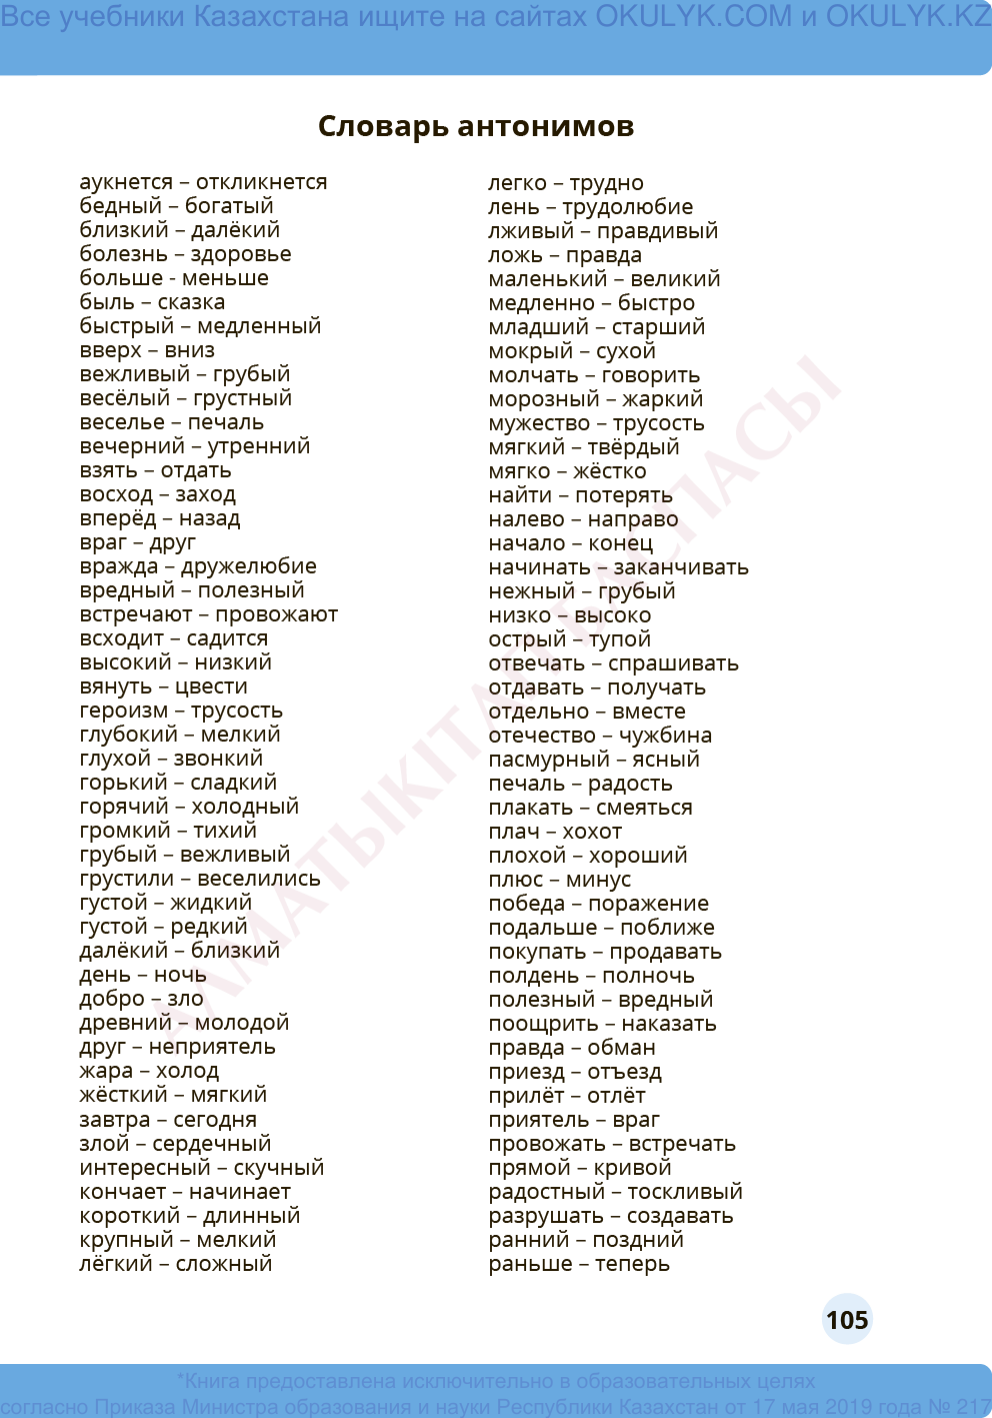 Все учебники Казахстана ищите на сайтах OKULYK.COM и OKULYK.KZ
Словарь антонимов
аукнется – откликнется
бедный – богатый
близкий – далёкий
болезнь – здоровье
больше - меньше
быль – сказка
быстрый – медленный
вверх – вниз
вежливый – грубый
весёлый – грустный
веселье – печаль
вечерний – утренний
взять – отдать
восход – заход
вперёд – назад
враг – друг
вражда – дружелюбие
вредный – полезный
встречают – провожают
всходит – садится
высокий – низкий
вянуть – цвести
героизм – трусость
глубокий – мелкий
глухой – звонкий
горький – сладкий
горячий – холодный
громкий – тихий
грубый – вежливый
грустили – веселились
густой – жидкий
густой – редкий
далёкий – близкий
день – ночь
добро – зло
древний – молодой
друг – неприятель
жара – холод
жёсткий – мягкий
завтра – сегодня
злой – сердечный
интересный – скучный
кончает – начинает
короткий – длинный
крупный – мелкий
лёгкий – сложный
легко – трудно
лень – трудолюбие
лживый – правдивый
ложь – правда
маленький – великий
медленно – быстро
младший – старший
мокрый – сухой
молчать – говорить
морозный – жаркий
мужество – трусость
мягкий – твёрдый
мягко – жёстко
найти – потерять
налево – направо
начало – конец
начинать – заканчивать
нежный – грубый
низко – высоко
острый – тупой
отвечать – спрашивать
отдавать – получать
отдельно – вместе
отечество – чужбина
пасмурный – ясный
печаль – радость
плакать – смеяться
плач – хохот
плохой – хороший
плюс – минус
победа – поражение
подальше – поближе
покупать – продавать
полдень – полночь
полезный – вредный
поощрить – наказать
правда – обман
приезд – отъезд
прилёт – отлёт
приятель – враг
провожать – встречать
прямой – кривой
радостный – тоскливый
разрушать – создавать
ранний – поздний
раньше – теперь
АЛМАТЫКІТАП БАСПАСЫ
105
*Книга предоставлена исключительно в образовательных целях
согласно Приказа Министра образования и науки Республики Казахстан от 17 мая 2019 года № 217